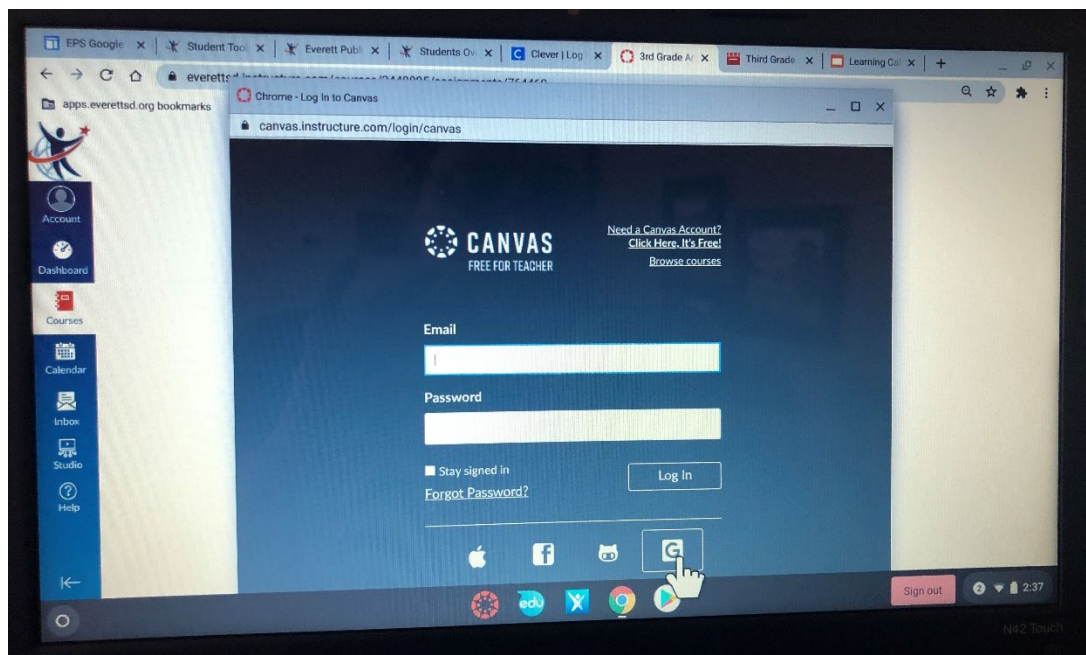 EPS Google
Student Too
Everett Publi
Students Ov
Clever | Log
3rd Grade A
Third Grade
Learning Cal
apps.everettsd.org bookmarks
Chrome - Log In to Canvas
canvas.instructure.com/login/canvas
Account
Dashboard
Courses
Calendar
Inbox
Studio
Help
CANVAS
FREE FOR TEACHER
Need a Canvas Account?
Click Here, It's Free!
Browse courses
Email
Password
Stay signed in
Forgot Password?
Log In
G
edu
Sign out
2
2:37
N42 Touch